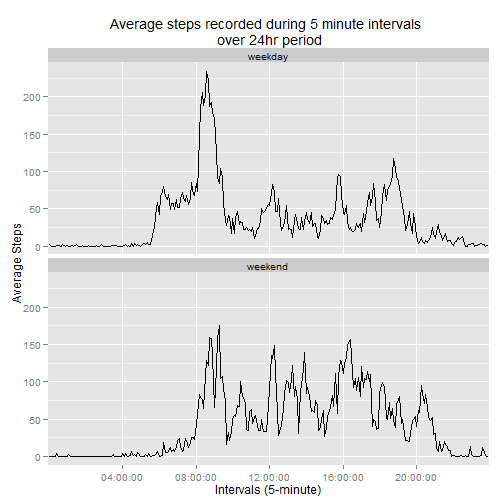 Average steps recorded during 5 minute intervals
over 24hr period
weekday
200
150
100
50
0
weekend
200
150
100
50
0
Average Steps
04:00:00 08:00:00 12:00:00 16:00:00 20:00:00
Intervals (5-minute)